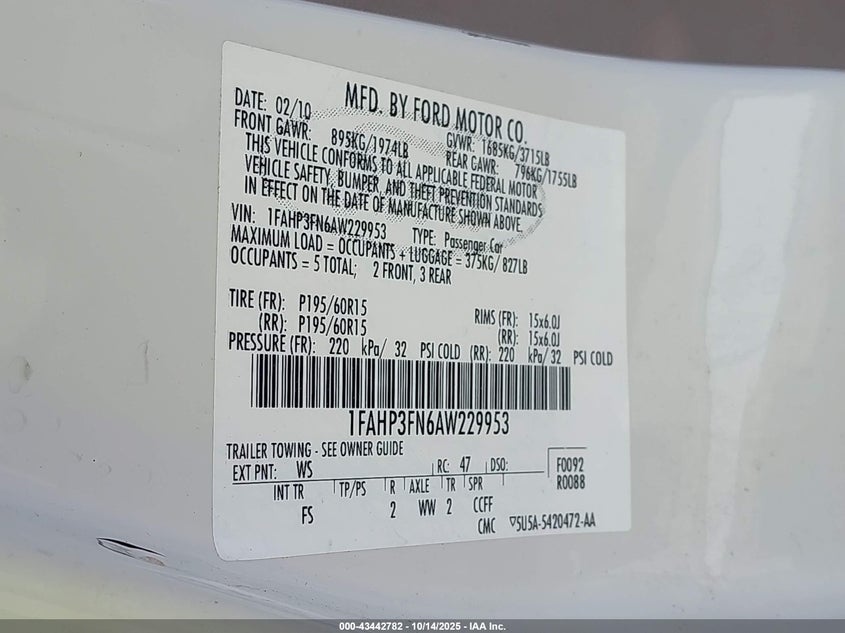 MFD. BY FORD MOTOR CO.
DATE: 02/10
GVWR: 1685KG/3715LB
FRONT GAWR: 895KG/1974LB
REAR GAWR: 796KG/1755LB
THIS VEHICLE CONFORMS TO ALL APPLICABLE FEDERAL MOTOR
VEHICLE SAFETY, BUMPER, AND THEFT PREVENTION STANDARDS
IN EFFECT ON THE DATE OF MANUFACTURE SHOWN ABOVE.
VIN: 1FAHP3FN6AW229953 TYPE: Passenger Car
MAXIMUM LOAD = OCCUPANTS + LUGGAGE = 375KG/ 827LB
OCCUPANTS = 5 TOTAL; 2 FRONT, 3 REAR
TIRE (FR): P195/60R15 RIMS (FR): 15x6.0J
(RR): P195/60R15 (RR): 15x6.0J
PRESSURE (FR): 220 kPa/ 32 PSI COLD (RR): 220 kPa/ 32 PSI COLD
1FAHP3FN6AW229953
TRAILER TOWING - SEE OWNER GUIDE
EXT PNT: WS RC: 47 DSO: F0092
R0088
INT TR TP/PS R AXLE TR SPR
FS 2 WW 2 CCFF
CMC ▽5U5A-5420472-AA
000-43442782 - 10/14/2025 - IAA Inc.